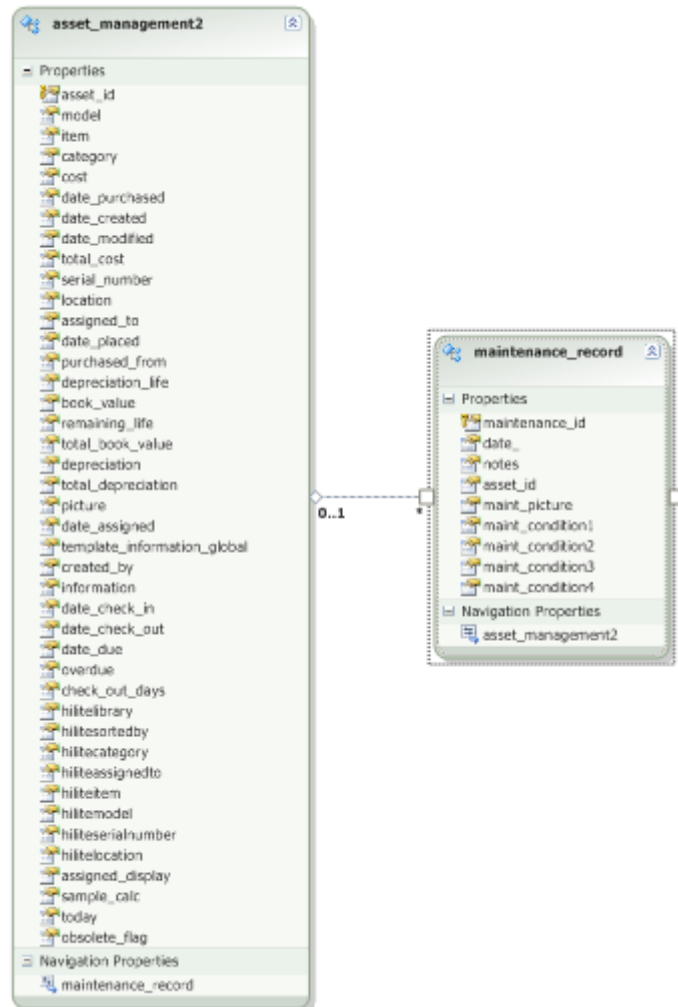 asset_management2
Properties
asset_id
model
item
category
cost
date_purchased
date_created
date_modified
total_cost
serial_number
location
assigned_to
date_placed
purchased_from
depreciation_life
book_value
remaining_life
total_book_value
depreciation
total_depreciation
picture
date_assigned
template_information_global
created_by
information
date_check_in
date_check_out
date_due
overdue
check_out_days
hilitelibrary
hilitesortedby
hilitecategory
hiliteassignedto
hiliteitem
hilitemodel
hiliteserialnumber
hilitelocation
assigned_display
sample_calc
today
obsolete_flag
Navigation Properties
maintenance_record
0..1
*
maintenance_record
Properties
maintenance_id
date_
notes
asset_id
maint_picture
maint_condition1
maint_condition2
maint_condition3
maint_condition4
Navigation Properties
asset_management2